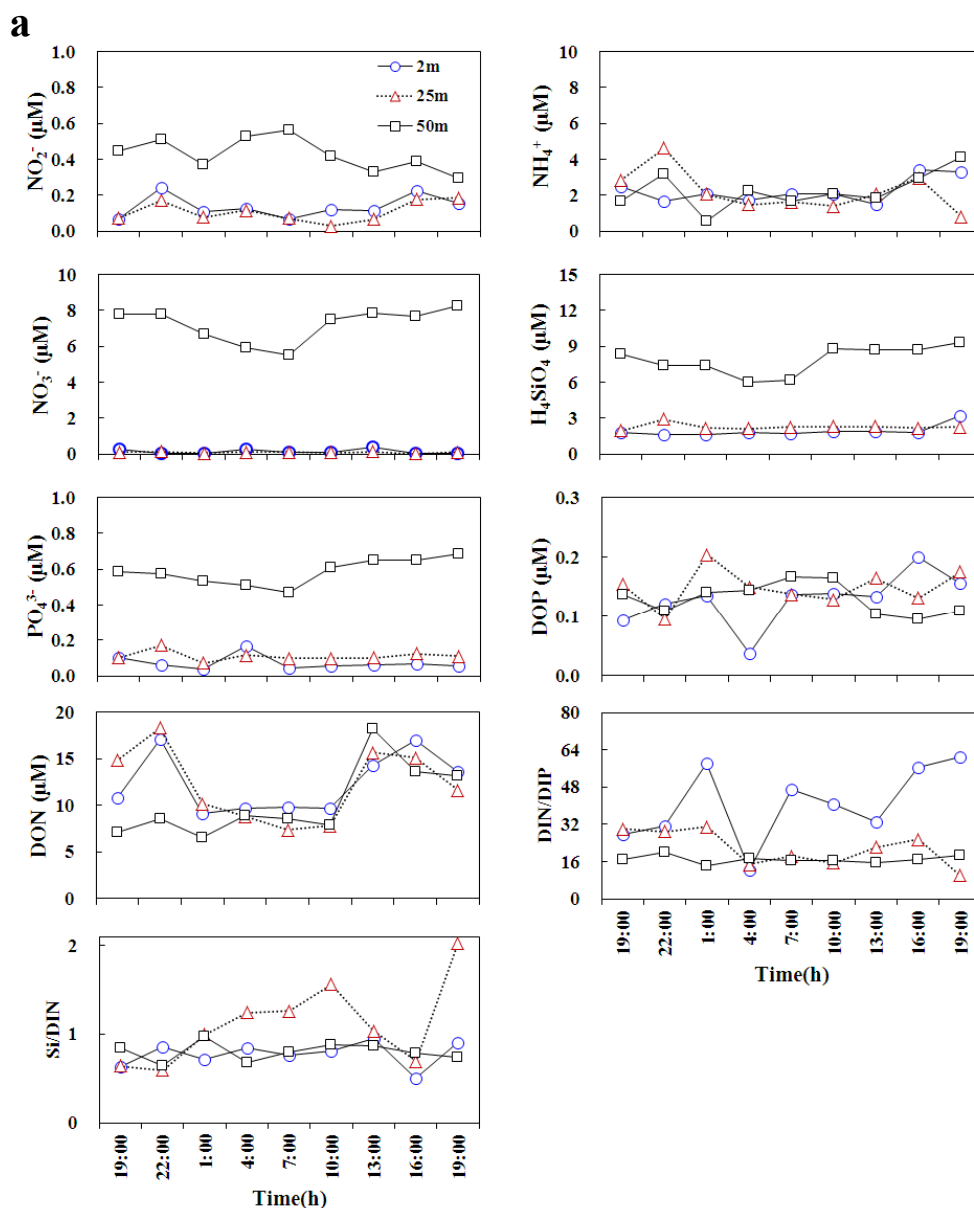 a
NO₂⁻ (μM)
1.0
0.8
0.6
0.4
0.2
0.0
2m
25m
50m
NH₄⁺ (μM)
10
8
6
4
2
0
NO₃⁻ (μM)
10
8
6
4
2
0
H₄SiO₄ (μM)
15
12
9
6
3
0
PO₄³⁻ (μM)
1.0
0.8
0.6
0.4
0.2
0.0
DOP (μM)
0.3
0.2
0.1
0.0
DON (μM)
20
15
10
5
0
DIN/DIP
80
64
48
32
16
0
19:00 22:00 1:00 4:00 7:00 10:00 13:00 16:00 19:00
Time(h)
Si/DIN
2
1
0
19:00 22:00 1:00 4:00 7:00 10:00 13:00 16:00 19:00
Time(h)